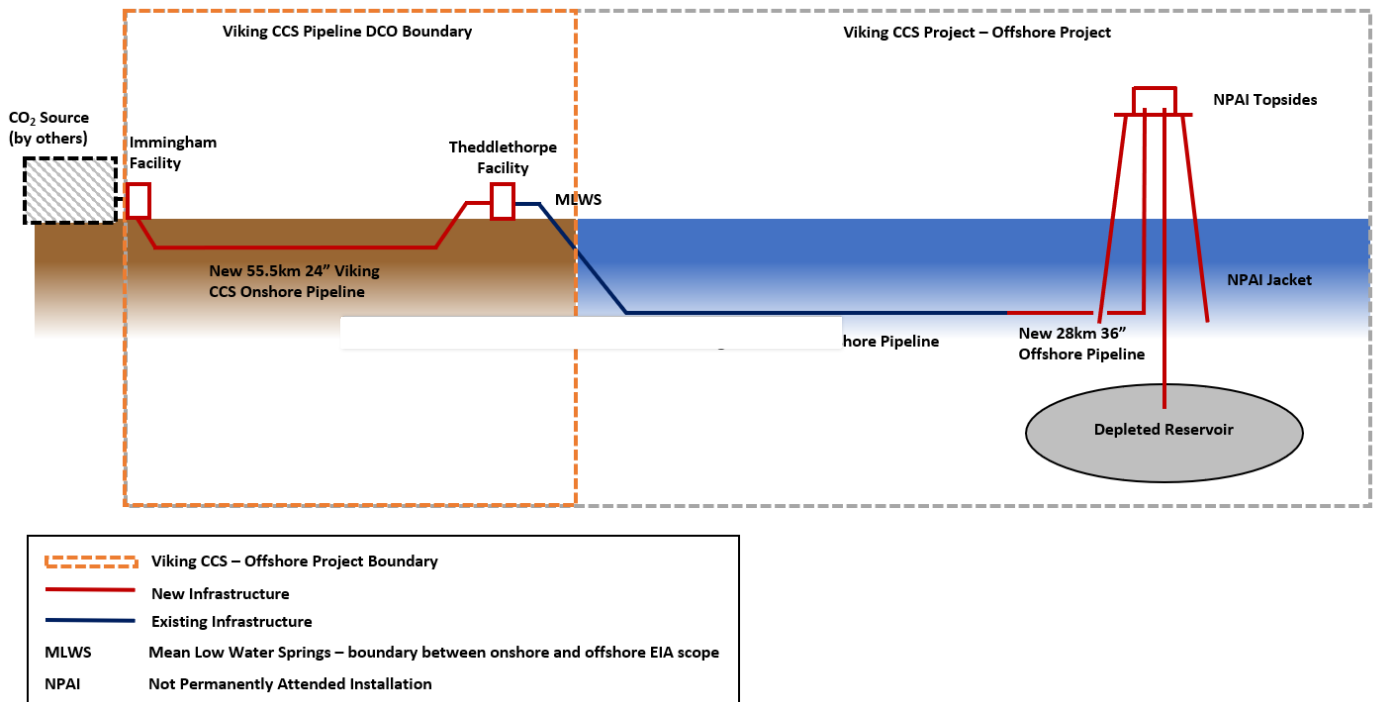 Viking CCS Pipeline DCO Boundary
Viking CCS Project – Offshore Project
CO₂ Source
(by others)
Immingham
Facility
Theddlethorpe
Facility
MLWS
NPAI Topsides
New 55.5km 24” Viking
CCS Onshore Pipeline
NPAI Jacket
Pipeline
New 28km 36”
Offshore Pipeline
Depleted Reservoir
Viking CCS – Offshore Project Boundary
New Infrastructure
Existing Infrastructure
MLWS Mean Low Water Springs – boundary between onshore and offshore EIA scope
NPAI Not Permanently Attended Installation